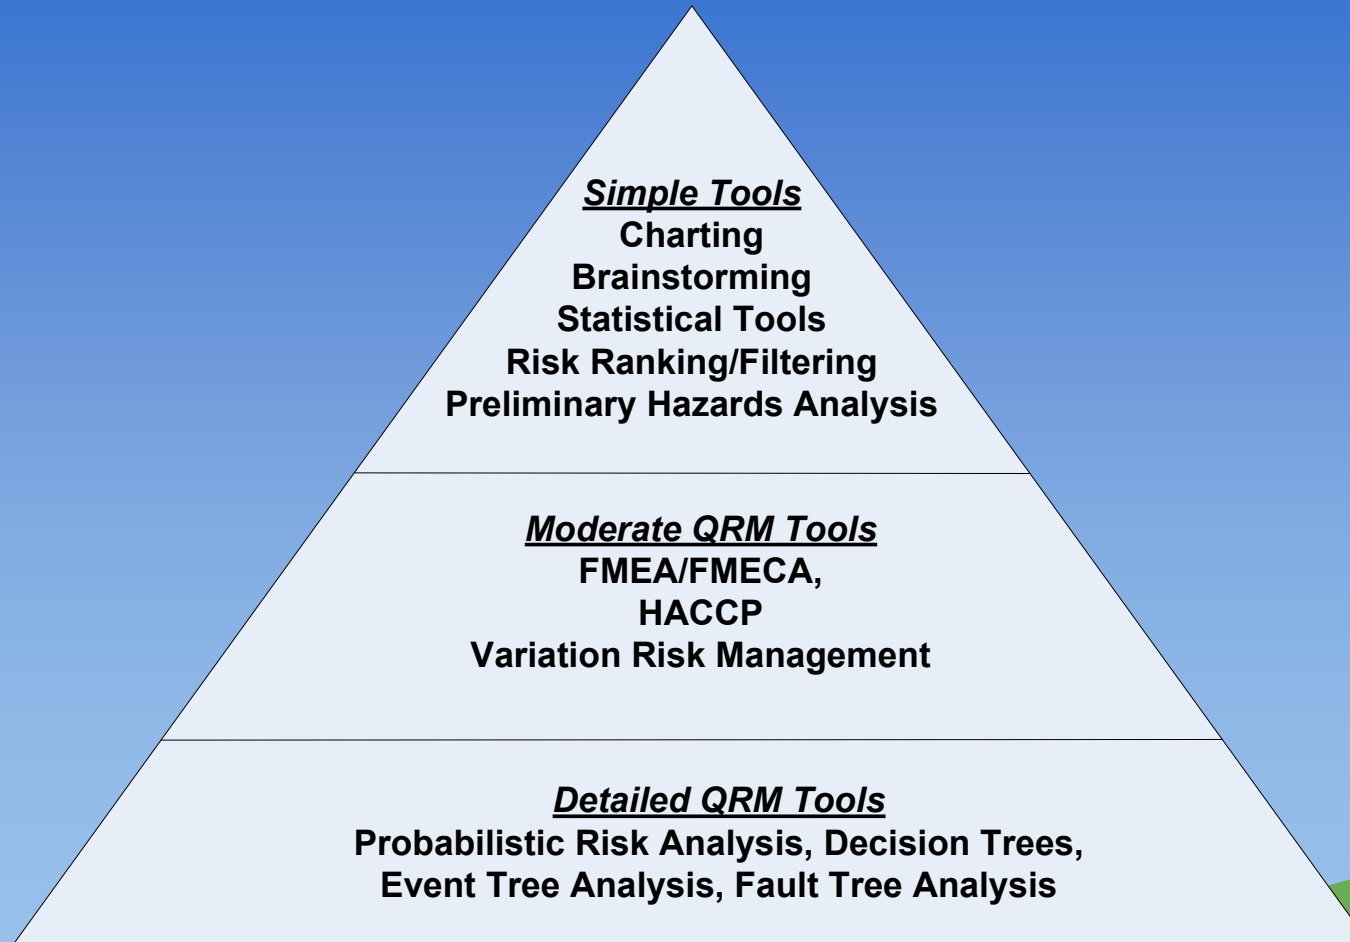 Simple Tools
Charting
Brainstorming
Statistical Tools
Risk Ranking/Filtering
Preliminary Hazards Analysis
Moderate QRM Tools
FMEA/FMECA,
HACCP
Variation Risk Management
Detailed QRM Tools
Probabilistic Risk Analysis, Decision Trees,
Event Tree Analysis, Fault Tree Analysis